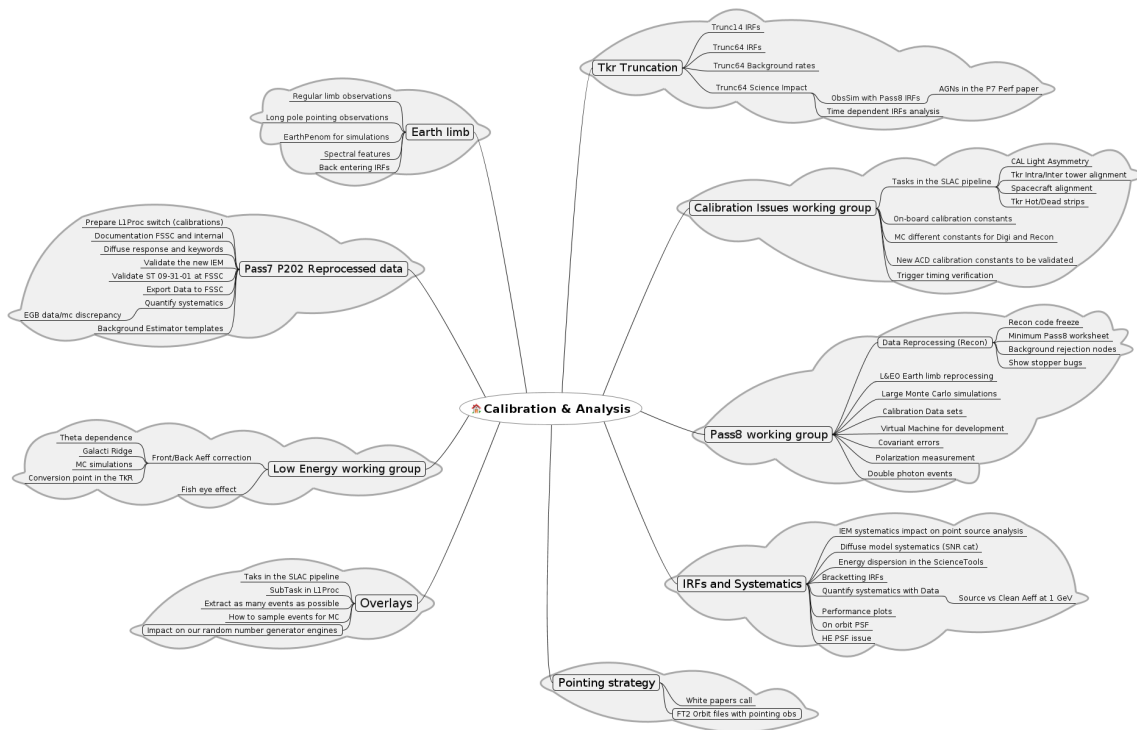 Calibration & Analysis
Tkr Truncation
Trunc14 IRFs
Trunc64 IRFs
Trunc64 Background rates
Trunc64 Science Impact
ObsSim with Pass8 IRFs
AGNs in the P7 Perf paper
Time dependent IRFs analysis
Calibration Issues working group
Tasks in the SLAC pipeline
CAL Light Asymmetry
Tkr Intra/Inter tower alignment
Spacecraft alignment
Tkr Hot/Dead strips
On-board calibration constants
MC different constants for Digi and Recon
New ACD calibration constants to be validated
Trigger timing verification
Pass8 working group
Data Reprocessing (Recon)
Recon code freeze
Minimum Pass8 worksheet
Background rejection nodes
Show stopper bugs
L&EO Earth limb reprocessing
Large Monte Carlo simulations
Calibration Data sets
Virtual Machine for development
Covariant errors
Polarization measurement
Double photon events
IRFs and Systematics
IEM systematics impact on point source analysis
Diffuse model systematics (SNR cat)
Energy dispersion in the ScienceTools
Bracketting IRFs
Quantify systematics with Data
Source vs Clean Aeff at 1 GeV
Performance plots
On orbit PSF
HE PSF issue
Pointing strategy
White papers call
FT2 Orbit files with pointing obs
Earth limb
Regular limb observations
Long pole pointing observations
EarthPenom for simulations
Spectral features
Back entering IRFs
Pass7 P202 Reprocessed data
Prepare L1Proc switch (calibrations)
Documentation FSSC and internal
Diffuse response and keywords
Validate the new IEM
Validate ST 09-31-01 at FSSC
Export Data to FSSC
Quantify systematics
EGB data/mc discrepancy
Background Estimator templates
Low Energy working group
Front/Back Aeff correction
Theta dependence
Galacti Ridge
MC simulations
Conversion point in the TKR
Fish eye effect
Overlays
Taks in the SLAC pipeline
SubTask in L1Proc
Extract as many events as possible
How to sample events for MC
Impact on our random number generator engines